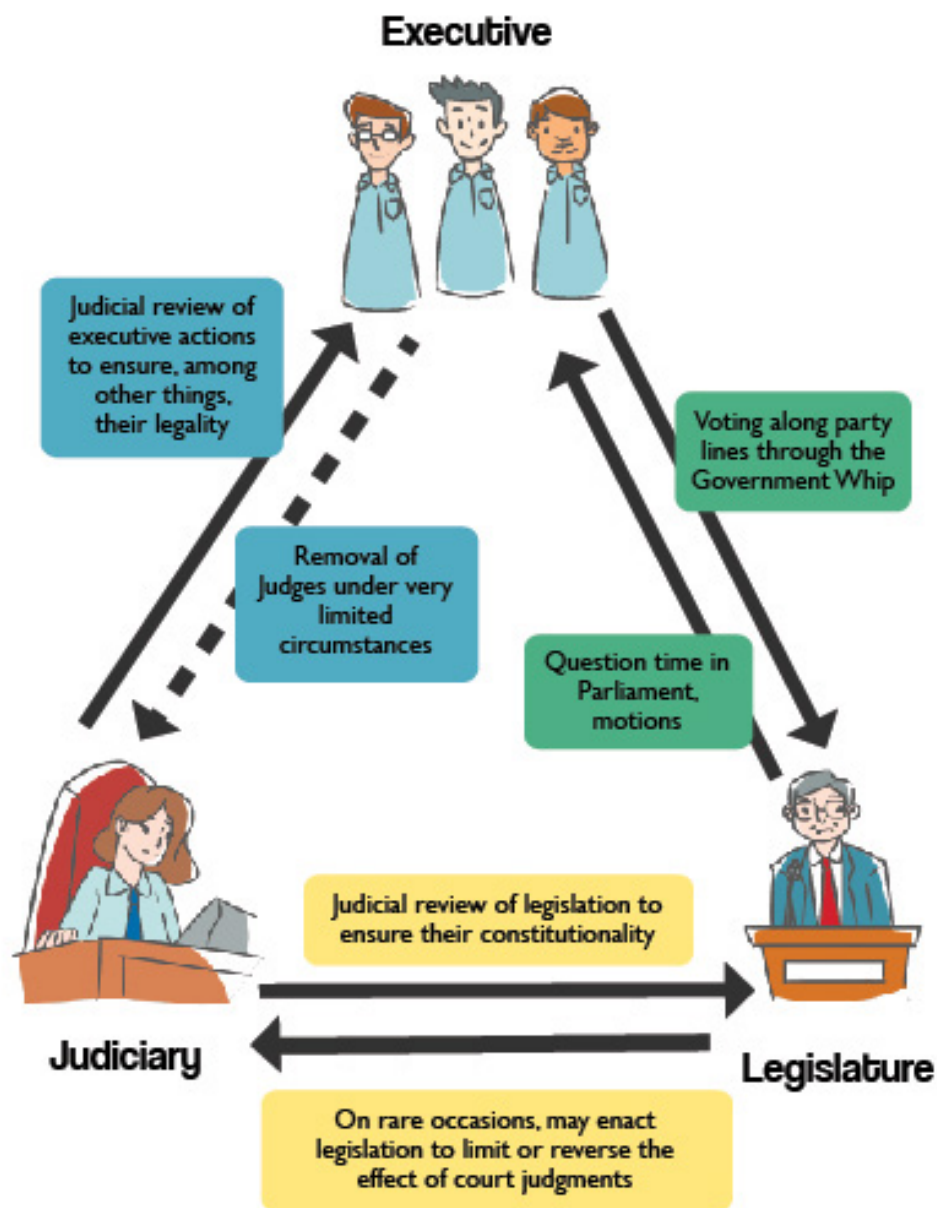 Executive
Judicial review of
executive actions
to ensure, among
other things,
their legality
Voting along party
lines through the
Government Whip
Removal of
Judges under very
limited
circumstances
Question time in
Parliament,
motions
Judicial review of legislation to
ensure their constitutionality
Judiciary
Legislature
On rare occasions, may enact
legislation to limit or reverse the
effect of court judgments